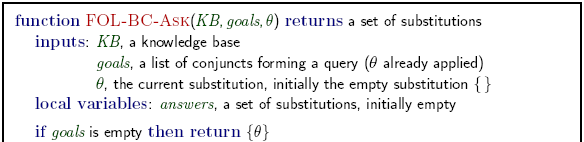 function FOL-BC-Ask(KB, goals, θ) returns a set of substitutions
inputs: KB, a knowledge base
goals, a list of conjuncts forming a query (θ already applied)
θ, the current substitution, initially the empty substitution { }
local variables: answers, a set of substitutions, initially empty
if goals is empty then return {θ}